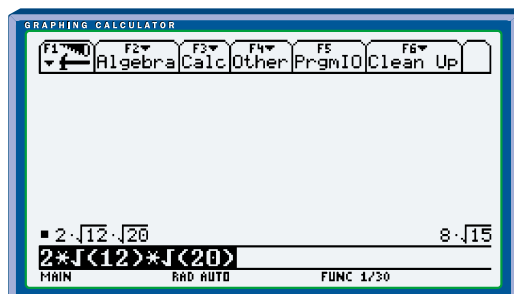 GRAPHING CALCULATOR
F1 F2▾ F3▾ F4▾ F5 F6▾
Algebra Calc Other PrgmIO Clean Up
▪ 2·√12·√20 8·√15
2*√(12)*√(20)
MAIN RAD AUTO FUNC 1/30